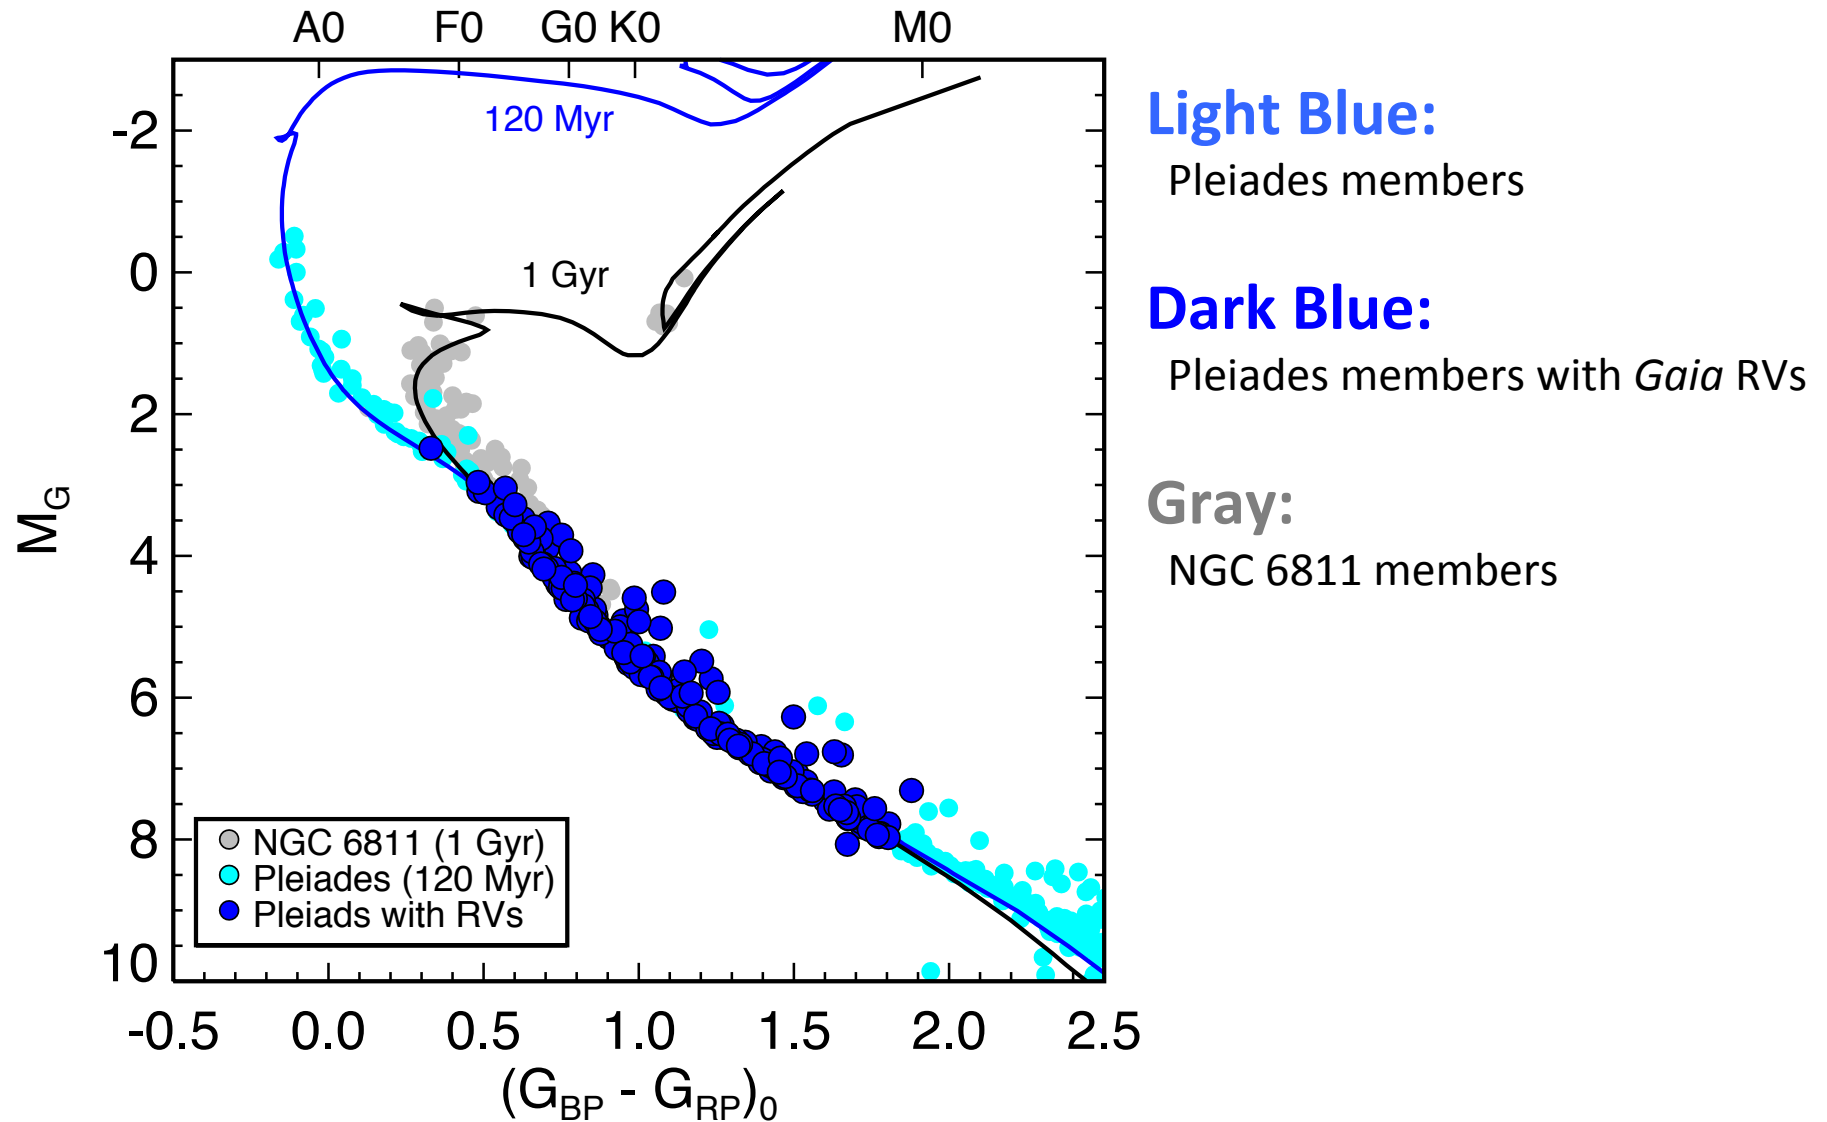 A0 F0 G0 K0 M0
-2
0
2
4
6
8
10
M_G
120 Myr
1 Gyr
NGC 6811 (1 Gyr)
Pleiades (120 Myr)
Pleiads with RVs
-0.5 0.0 0.5 1.0 1.5 2.0 2.5
(G_BP - G_RP)_0
Light Blue:
Pleiades members
Dark Blue:
Pleiades members with Gaia RVs
Gray:
NGC 6811 members